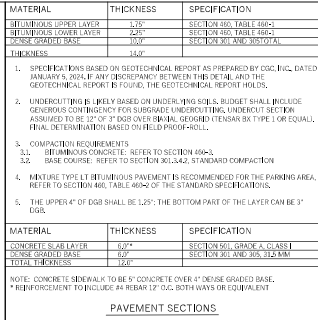 MATERIAL THICKNESS SPECIFICATION
BITUMINOUS UPPER LAYER 1.75" SECTION 460, TABLE 460-1
BITUMINOUS LOWER LAYER 2.25" SECTION 460, TABLE 460-1
DENSE GRADED BASE 10.0" SECTION 301 AND 305TOTAL
THICKNESS 14.0"
1. SPECIFICATIONS BASED ON GEOTECHNICAL REPORT AS PREPARED BY CGC, INC. DATED
JANUARY 5, 2024. IF ANY DISCREPANCY BETWEEN THIS DETAIL AND THE
GEOTECHNICAL REPORT IS FOUND, THE GEOTECHNICAL REPORT HOLDS.
2. UNDERCUTTING IS LIKELY BASED ON UNDERLYING SOILS. BUDGET SHALL INCLUDE
GENEROUS CONTINGENCY FOR SUBGRADE UNDERCUTTING. UNDERCUT SECTION
ASSUMED TO BE 12" OF 3" DGB OVER BIAXIAL GEOGRID (TENSAR BX TYPE 1 OR EQUAL).
FINAL DETERMINATION BASED ON FIELD PROOF-ROLL.
3. COMPACTION REQUIREMENTS
3.1. BITUMINOUS CONCRETE: REFER TO SECTION 460-3.
3.2. BASE COURSE: REFER TO SECTION 301.3.4.2, STANDARD COMPACTION
4. MIXTURE TYPE LT BITUMINOUS PAVEMENT IS RECOMMENDED FOR THE PARKING AREA,
REFER TO SECTION 460, TABLE 460-2 OF THE STANDARD SPECIFICATIONS.
5. THE UPPER 4" OF DGB SHALL BE 1.25"; THE BOTTOM PART OF THE LAYER CAN BE 3"
DGB.
MATERIAL THICKNESS SPECIFICATION
CONCRETE SLAB LAYER 6.0"* SECTION 501, GRADE A, CLASS I
DENSE GRADED BASE 6.0" SECTION 301 AND 305, 31.5 MM
TOTAL THICKNESS 12.0"
NOTE: CONCRETE SIDEWALK TO BE 5" CONCRETE OVER 4" DENSE GRADED BASE.
* REINFORCEMENT TO INCLUDE #4 REBAR 12" O.C. BOTH WAYS OR EQUIVALENT
PAVEMENT SECTIONS